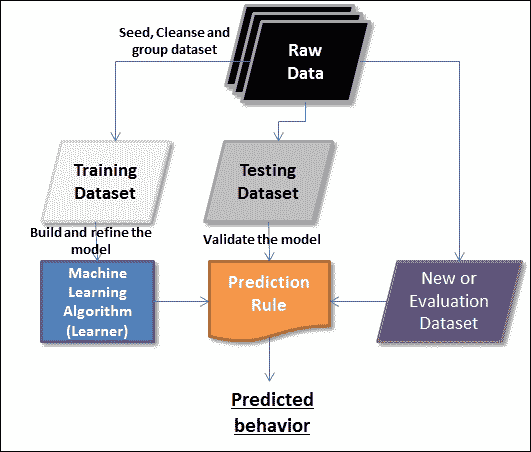 Seed, Cleanse and
group dataset
Raw
Data
Training
Dataset
Testing
Dataset
Build and refine the
model
Validate the model
Machine
Learning
Algorithm
(Learner)
Prediction
Rule
New or
Evaluation
Dataset
Predicted
behavior